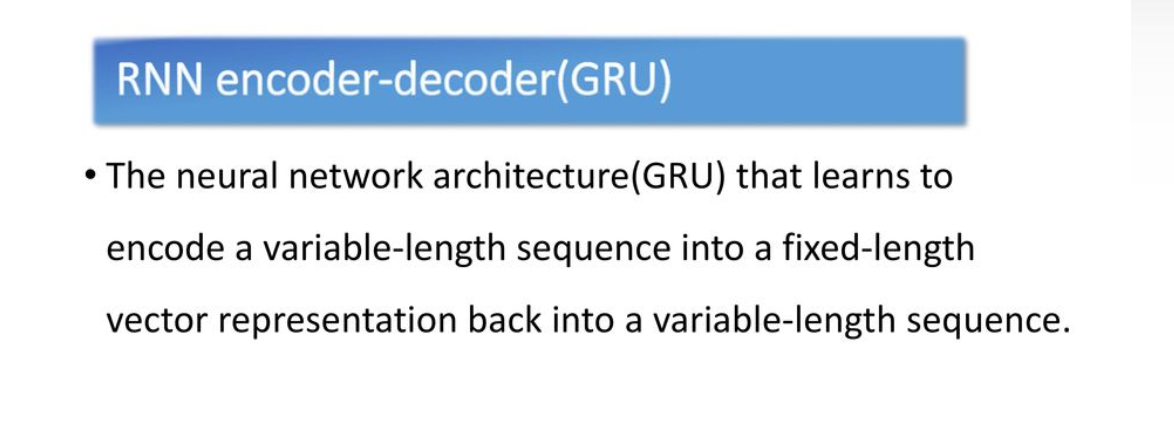 RNN encoder-decoder(GRU)
• The neural network architecture(GRU) that learns to
encode a variable-length sequence into a fixed-length
vector representation back into a variable-length sequence.